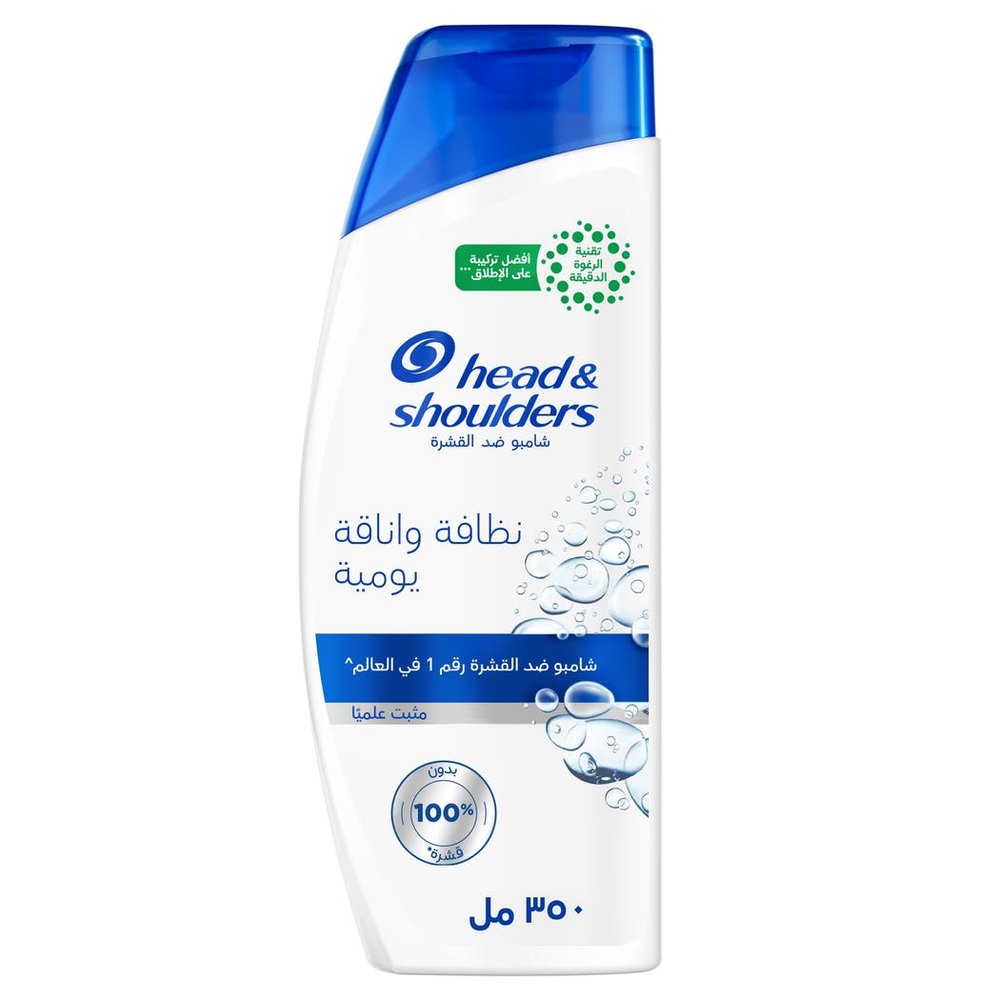 أفضل تركيبة
على الإطلاق***
تقنية
الرغوة
الدقيقة
head &
shoulders
شامبو ضد القشرة
نظافة واناقة
يومية
شامبو ضد القشرة رقم 1 في العالم^
مثبت علميًا
بدون
100%
قشرة*
٣٥٠ مل